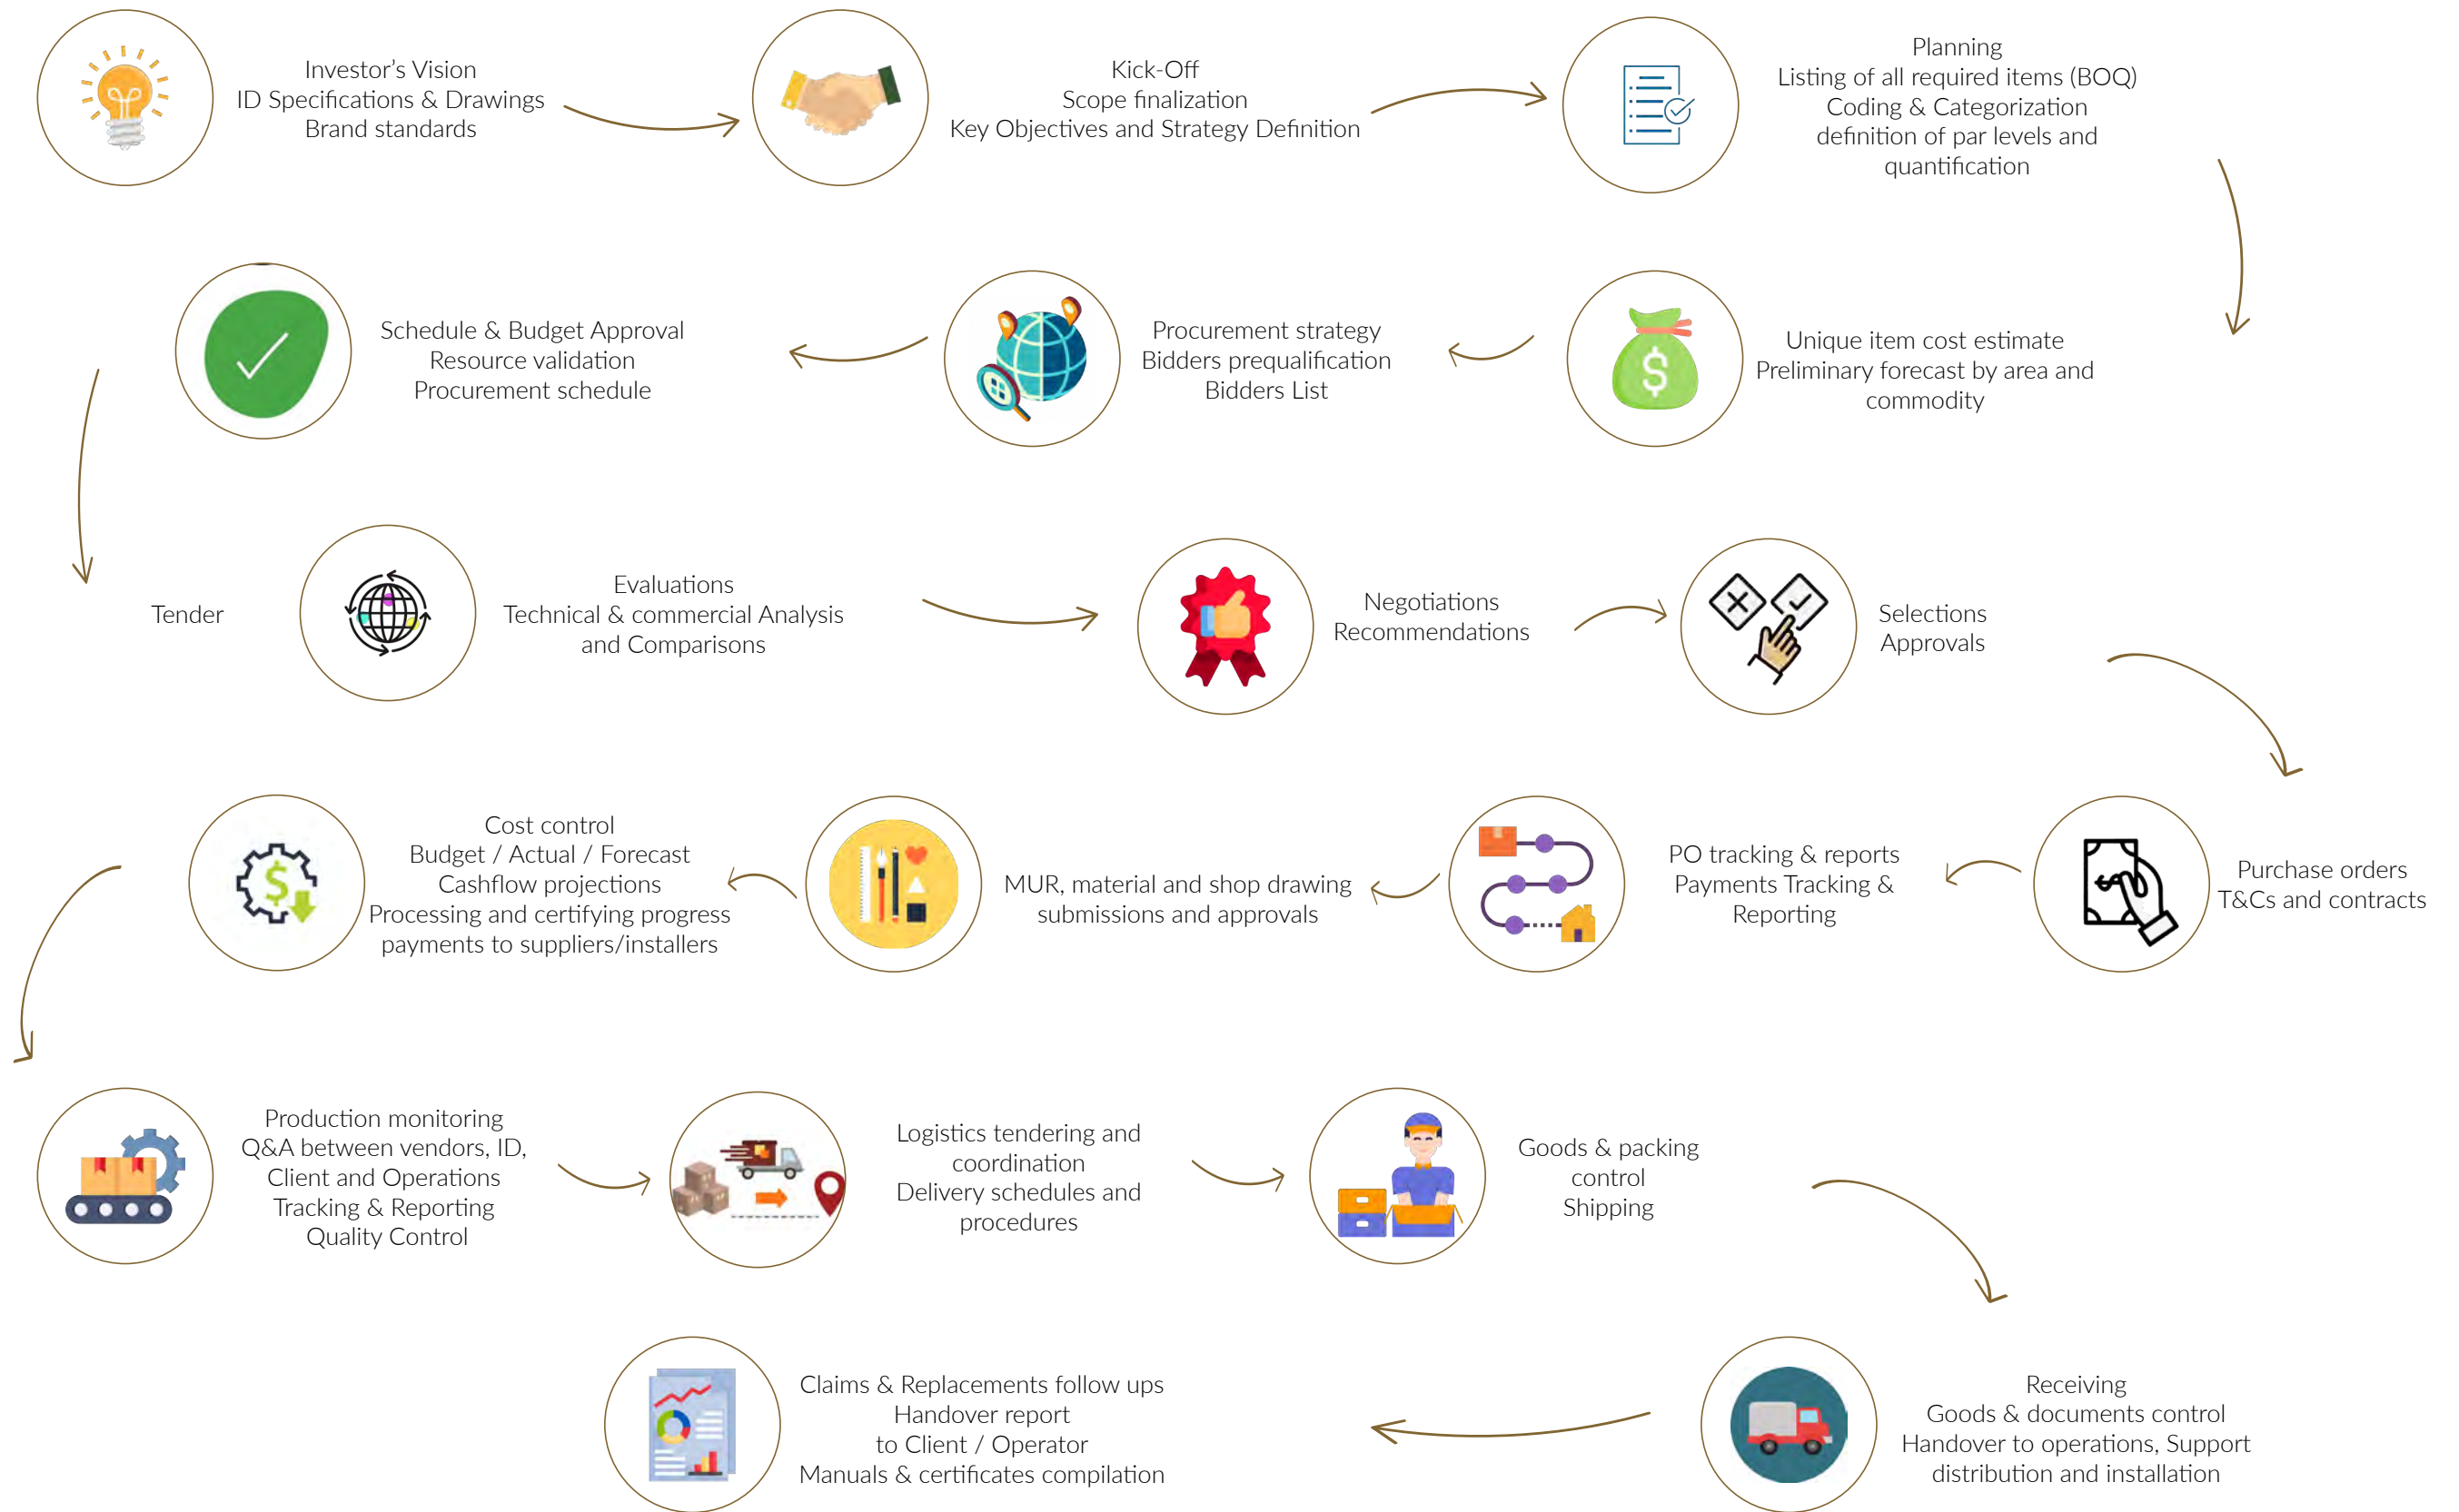 Investor’s Vision
ID Specifications & Drawings
Brand standards
Kick-Off
Scope finalization
Key Objectives and Strategy Definition
Planning
Listing of all required items (BOQ)
Coding & Categorization
definition of par levels and
quantification
Unique item cost estimate
Preliminary forecast by area and
commodity
Procurement strategy
Bidders prequalification
Bidders List
Schedule & Budget Approval
Resource validation
Procurement schedule
Tender
Evaluations
Technical & commercial Analysis
and Comparisons
Negotiations
Recommendations
Selections
Approvals
Purchase orders
T&Cs and contracts
PO tracking & reports
Payments Tracking &
Reporting
MUR, material and shop drawing
submissions and approvals
Cost control
Budget / Actual / Forecast
Cashflow projections
Processing and certifying progress
payments to suppliers/installers
Production monitoring
Q&A between vendors, ID,
Client and Operations
Tracking & Reporting
Quality Control
Logistics tendering and
coordination
Delivery schedules and
procedures
Goods & packing
control
Shipping
Receiving
Goods & documents control
Handover to operations, Support
distribution and installation
Claims & Replacements follow ups
Handover report
to Client / Operator
Manuals & certificates compilation